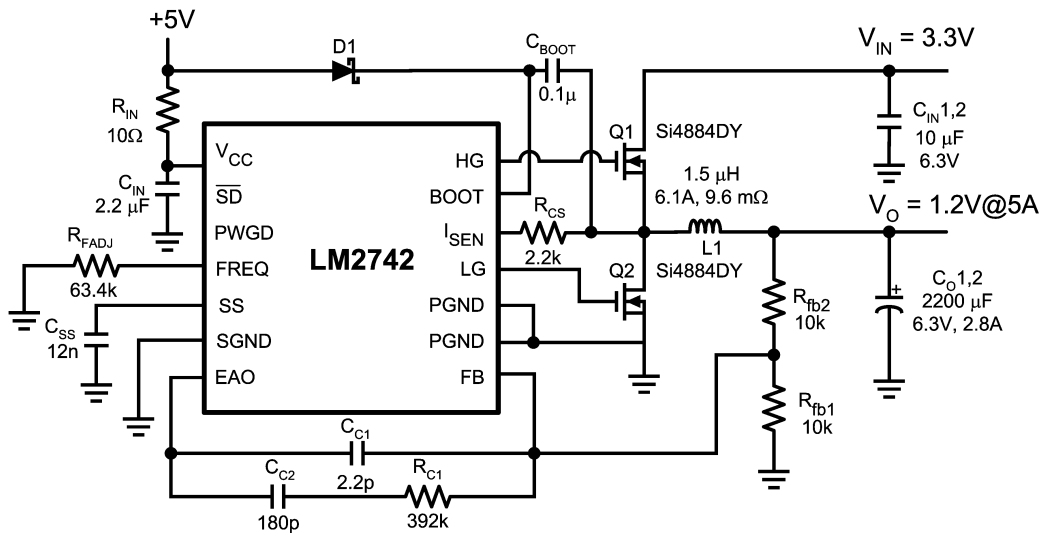 +5V
D1
C_BOOT
0.1µ
V_IN = 3.3V
R_IN
10Ω
C_IN
2.2 µF
Q1
Si4884DY
C_IN1,2
10 µF
6.3V
V_CC
SD
PWGD
FREQ
SS
SGND
EAO
LM2742
HG
BOOT
I_SEN
LG
PGND
PGND
FB
1.5 µH
6.1A, 9.6 mΩ
R_CS
2.2k
L1
V_O = 1.2V@5A
R_FADJ
63.4k
Q2
Si4884DY
C_SS
12n
R_fb2
10k
C_O1,2
2200 µF
6.3V, 2.8A
+
R_fb1
10k
C_C1
2.2p
C_C2
180p
R_C1
392k